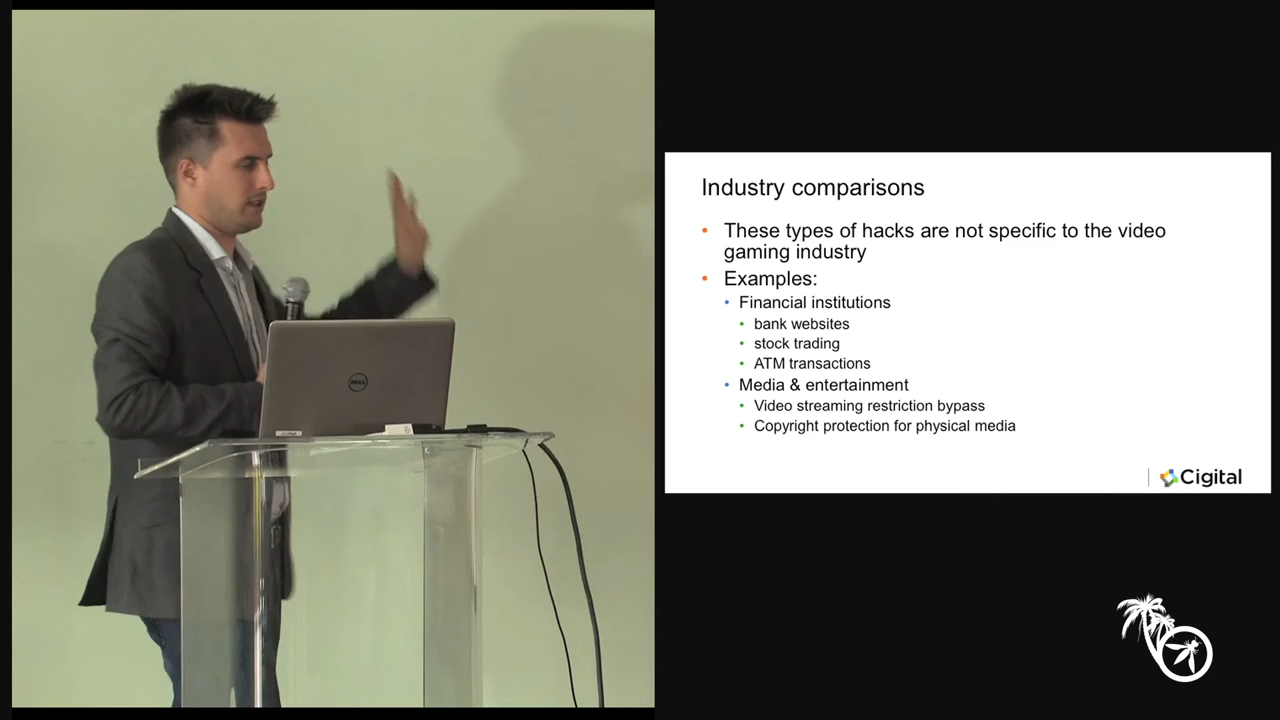 Industry comparisons
• These types of hacks are not specific to the video
gaming industry
• Examples:
• Financial institutions
• bank websites
• stock trading
• ATM transactions
• Media & entertainment
• Video streaming restriction bypass
• Copyright protection for physical media
Cigital
DELL